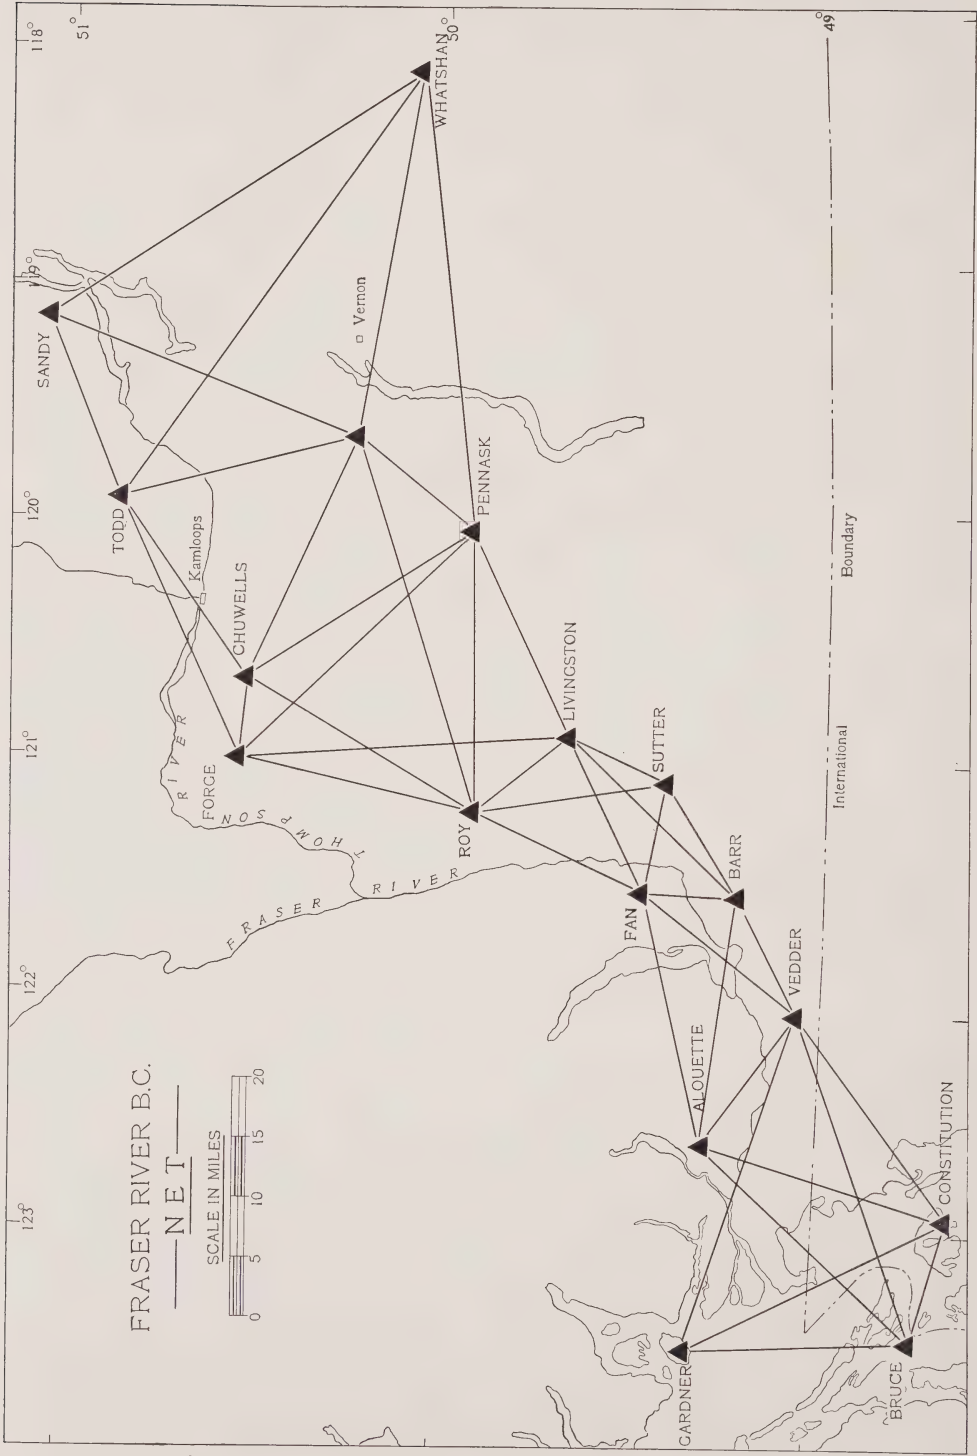 FRASER RIVER B.C.
NET
SCALE IN MILES
0 5 10 15 20
123°
122°
121°
120°
119°
118°
51°
50°
49°
SANDY
WHATSHAN
TODD
Vernon
Kamloops
CHUWELLS
PENNASK
FORGE
THOMPSON RIVER
ROY
LIVINGSTON
FRASER RIVER
SUTTER
FAN
BARR
ALOUETTE
VEDDER
GARDNER
BRUCE
CONSTITUTION
International Boundary